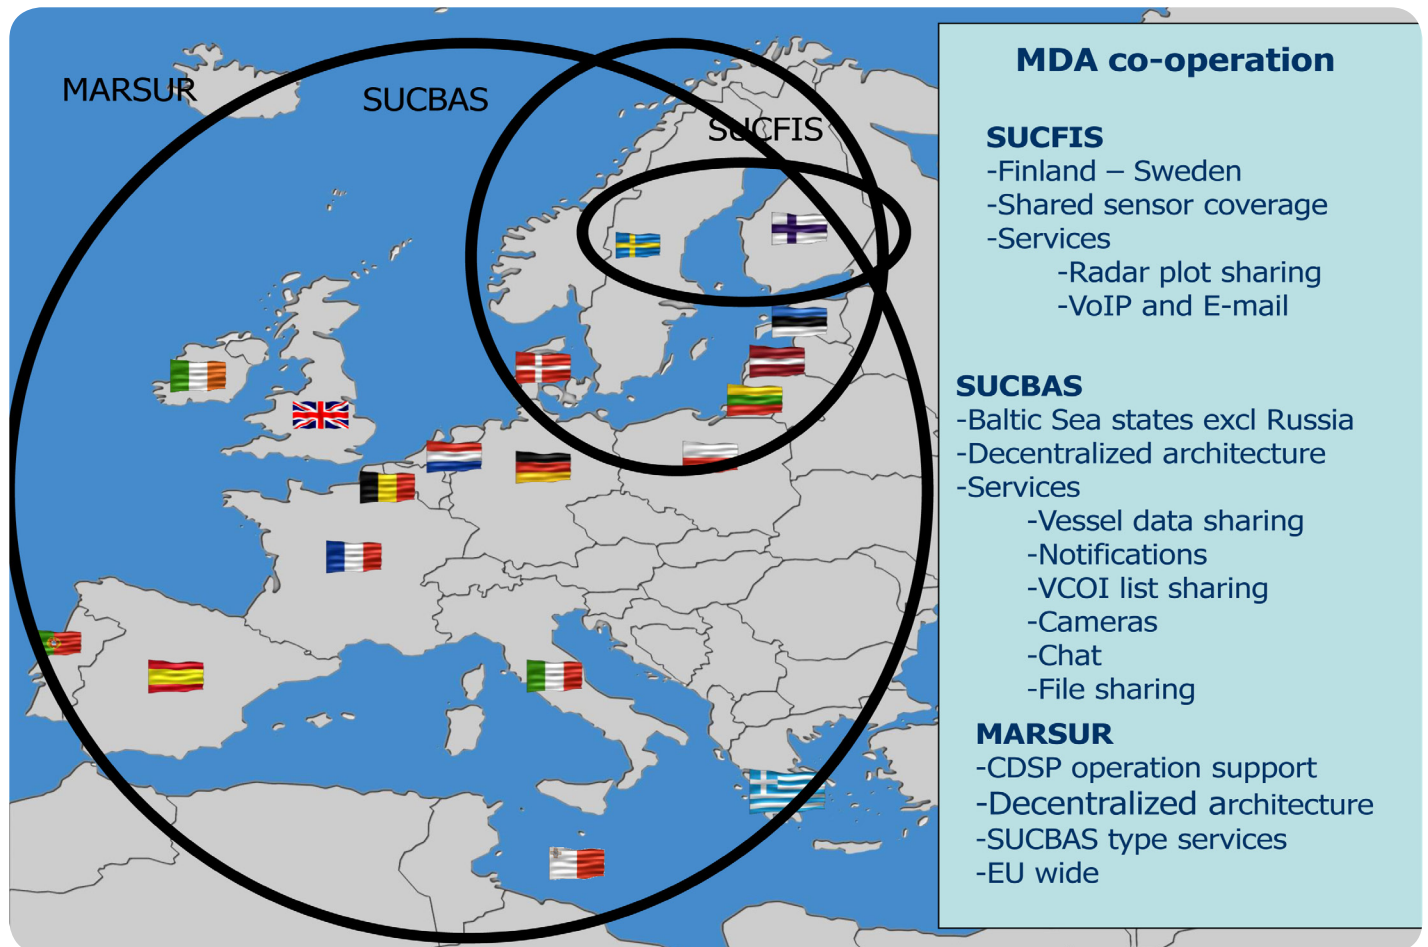 MARSUR
SUCBAS
SUCFIS
MDA co-operation
SUCFIS
-Finland – Sweden
-Shared sensor coverage
-Services
-Radar plot sharing
-VoIP and E-mail
SUCBAS
-Baltic Sea states excl Russia
-Decentralized architecture
-Services
-Vessel data sharing
-Notifications
-VCOI list sharing
-Cameras
-Chat
-File sharing
MARSUR
-CDSP operation support
-Decentralized architecture
-SUCBAS type services
-EU wide